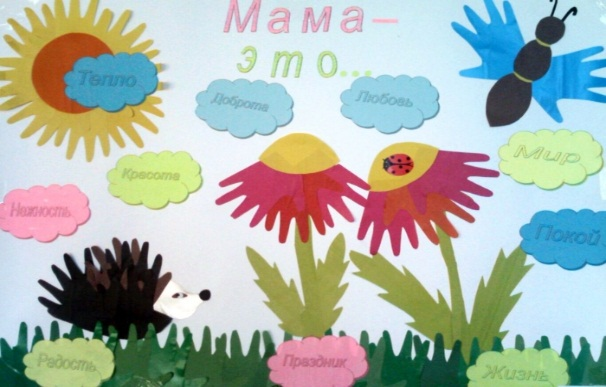 Мама–
это...
Тепло
Доброта
Любовь
Мир
Красота
Нежность
Покой
Радость
Праздник
Жизнь